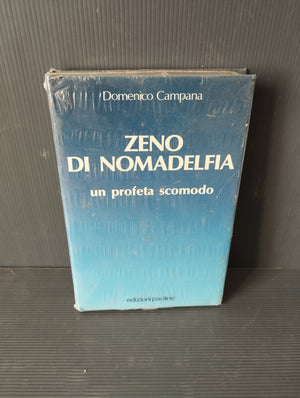 Domenico Campana
ZENO
DI NOMADELFIA
un profeta scomodo
edizioni paoline